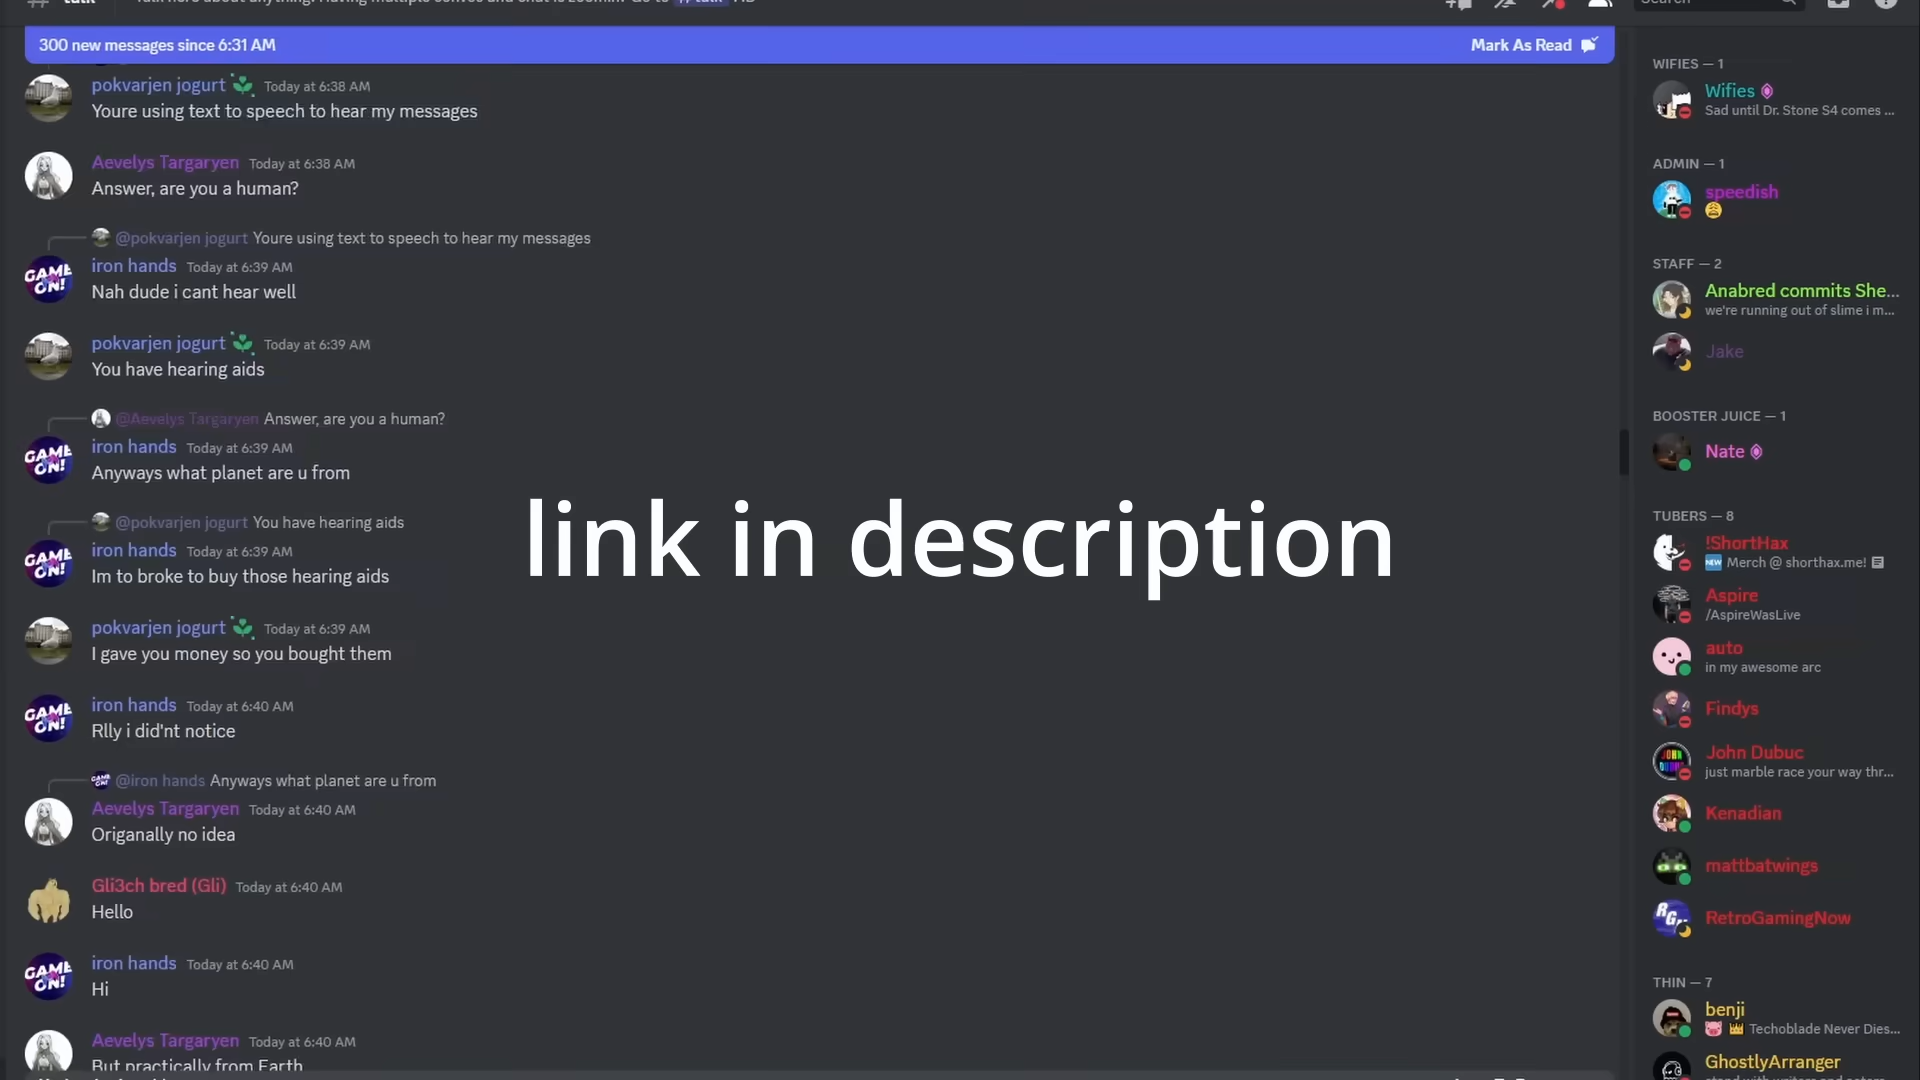 talk
300 new messages since 6:31 AM
Mark As Read
pokvarjen jogurt Today at 6:38 AM
Youre using text to speech to hear my messages
Aevelys Targaryen Today at 6:38 AM
Answer, are you a human?
@pokvarjen jogurt Youre using text to speech to hear my messages
iron hands Today at 6:39 AM
Nah dude i cant hear well
pokvarjen jogurt Today at 6:39 AM
You have hearing aids
@Aevelys Targaryen Answer, are you a human?
iron hands Today at 6:39 AM
Anyways what planet are u from
@pokvarjen jogurt You have hearing aids
iron hands Today at 6:39 AM
Im to broke to buy those hearing aids
pokvarjen jogurt Today at 6:39 AM
I gave you money so you bought them
iron hands Today at 6:40 AM
Rlly i did'nt notice
@iron hands Anyways what planet are u from
Aevelys Targaryen Today at 6:40 AM
Origanally no idea
Gli3ch bred (Gli) Today at 6:40 AM
Hello
iron hands Today at 6:40 AM
Hi
Aevelys Targaryen Today at 6:40 AM
But practically from Earth
link in description
WIFIES — 1
Wifies
Sad until Dr. Stone S4 comes ...
ADMIN — 1
speedish
STAFF — 2
Anabred commits She...
we're running out of slime i m...
Jake
BOOSTER JUICE — 1
Nate
TUBERS — 8
!ShortHax
NEW Merch @ shorthax.me!
Aspire
/AspireWasLive
auto
in my awesome arc
Findys
John Dubuc
just marble race your way thr...
Kenadian
mattbatwings
RetroGamingNow
THIN — 7
benji
Techoblade Never Dies...
GhostlyArranger